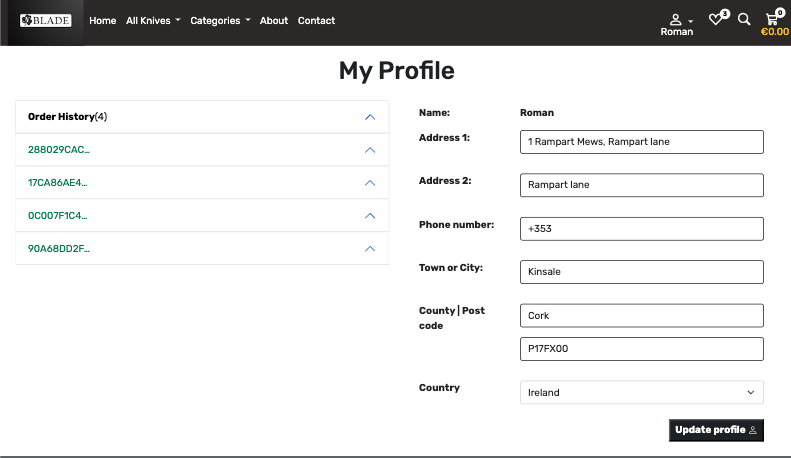 BLADE
Home All Knives Categories About Contact
Roman
3
0
€0.00
My Profile
Order History(4)
288029CAC...
17CA86AE4...
0C007F1C4...
90A68DD2F...
Name: Roman
Address 1: 1 Rampart Mews, Rampart lane
Address 2: Rampart lane
Phone number: +353
Town or City: Kinsale
County | Post code Cork
P17FX00
Country Ireland
Update profile